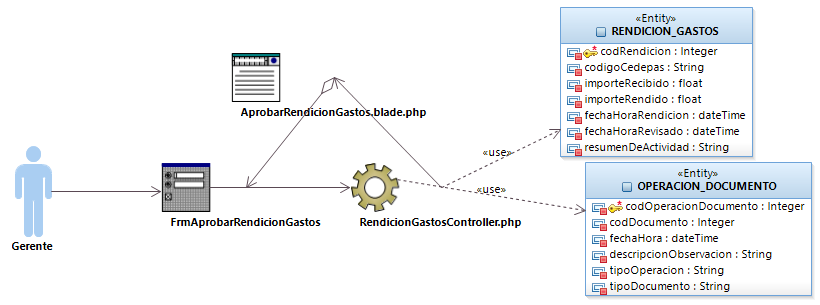 «Entity»
RENDICION_GASTOS
codRendicion : Integer
codigoCedepas : String
importeRecibido : float
importeRendido : float
fechaHoraRendicion : dateTime
fechaHoraRevisado : dateTime
resumenDeActividad : String
AprobarRendicionGastos.blade.php
«use»
«Entity»
OPERACION_DOCUMENTO
codOperacionDocumento : Integer
codDocumento : Integer
fechaHora : dateTime
descripcionObservacion : String
tipoOperacion : String
tipoDocumento : String
«use»
FrmAprobarRendicionGastos
RendicionGastosController.php
Gerente